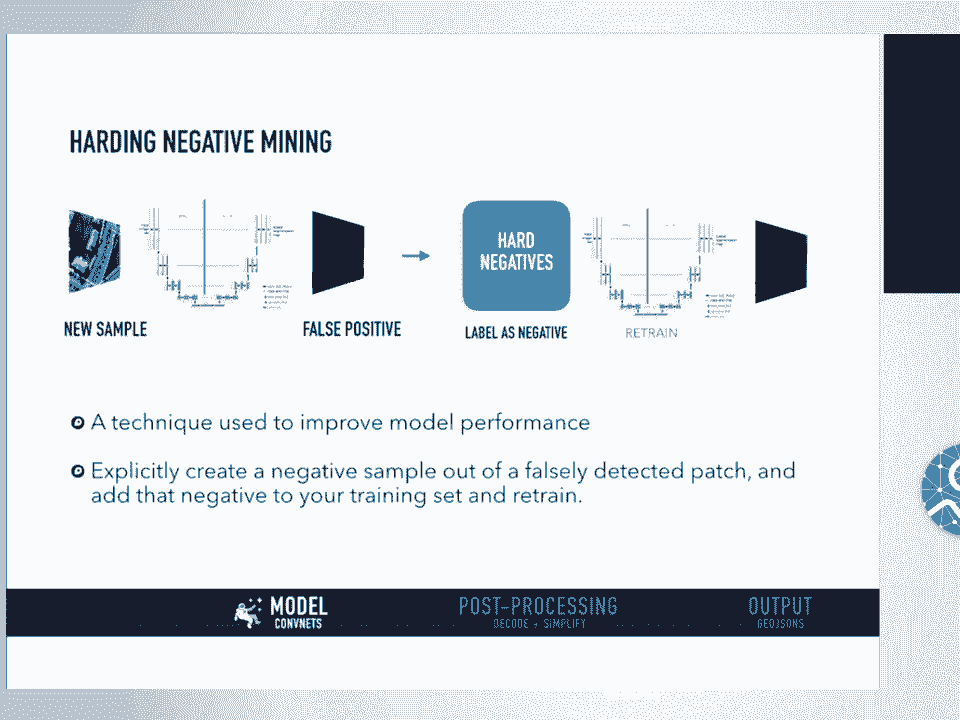 HARDING NEGATIVE MINING
HARD
NEGATIVES
NEW SAMPLE
FALSE POSITIVE
LABEL AS NEGATIVE
RETRAIN
A technique used to improve model performance
Explicitly create a negative sample out of a falsely detected patch, and
add that negative to your training set and retrain.
MODEL
CONVNETS
POST-PROCESSING
DECODE + SIMPLIFY
OUTPUT
GEOJSONS